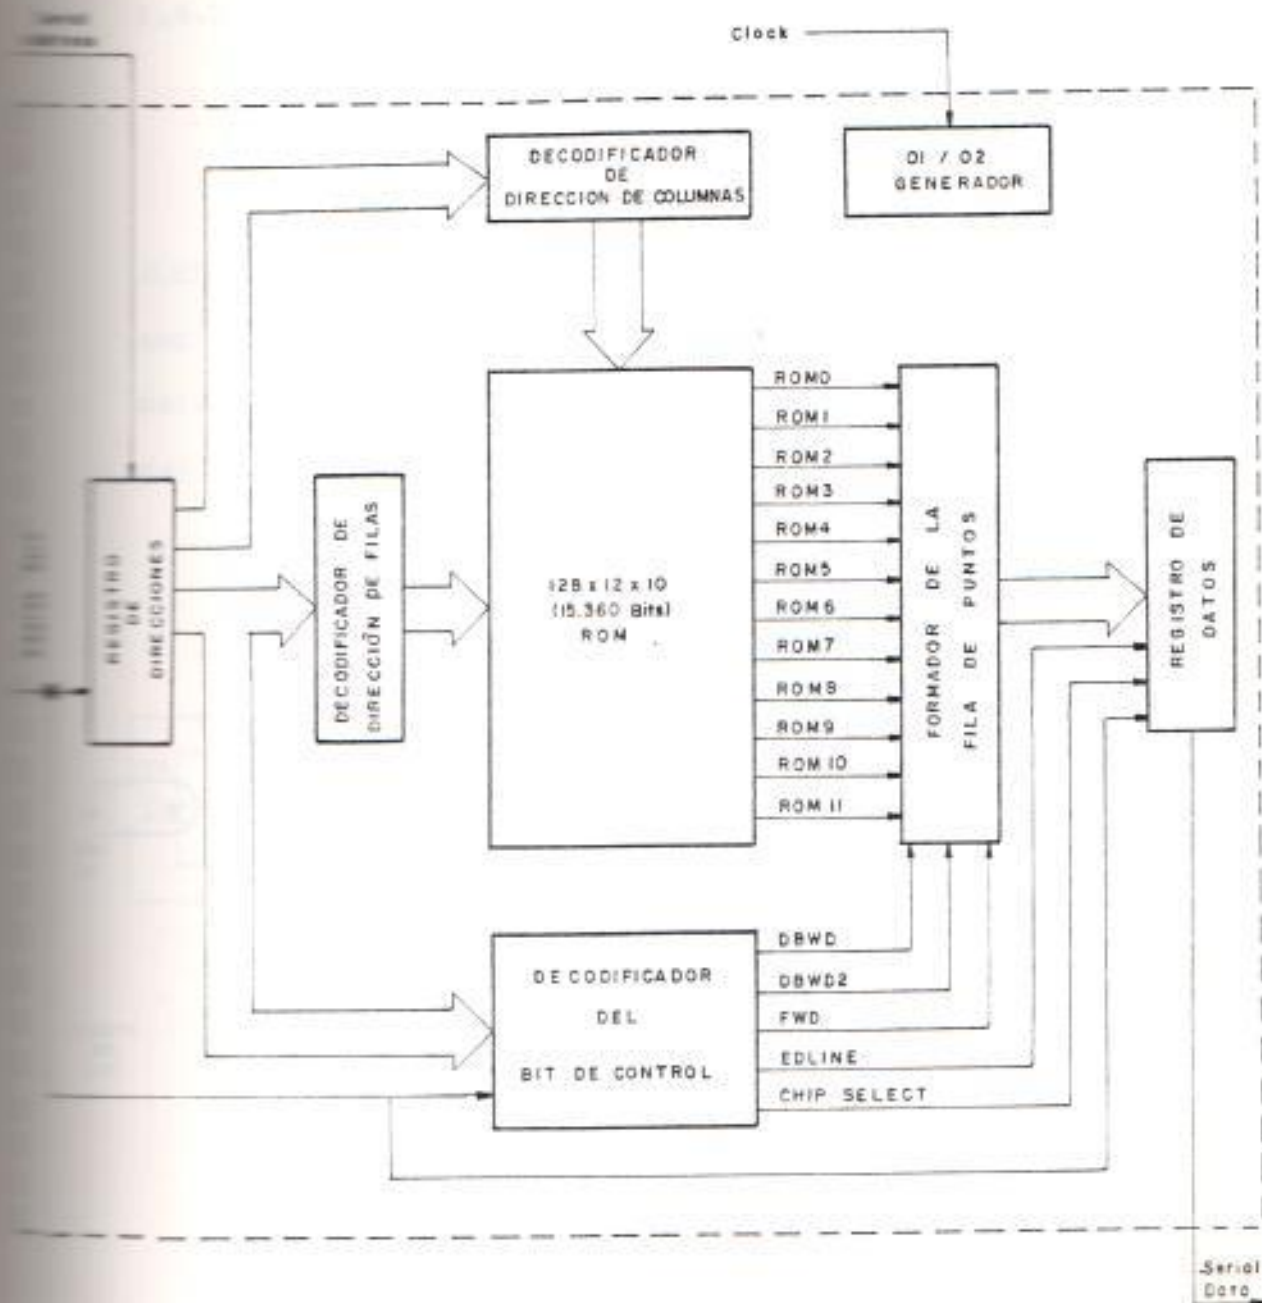 Clock
DECODIFICADOR
DE
DIRECCION DE COLUMNAS
01 / 02
GENERADOR
REGISTRO
DE
DIRECCIONES
DECODIFICADOR DE
DIRECCIÓN DE FILAS
128 x 12 x 10
(15.360 Bits)
ROM
ROM0
ROM1
ROM2
ROM3
ROM4
ROM5
ROM6
ROM7
ROM8
ROM9
ROM 10
ROM 11
FORMADOR DE LA
FILA DE PUNTOS
REGISTRO DE
DATOS
DECODIFICADOR
DEL
BIT DE CONTROL
DBWD
DBWD2
FWD
EDLINE
CHIP SELECT
Serial
Data